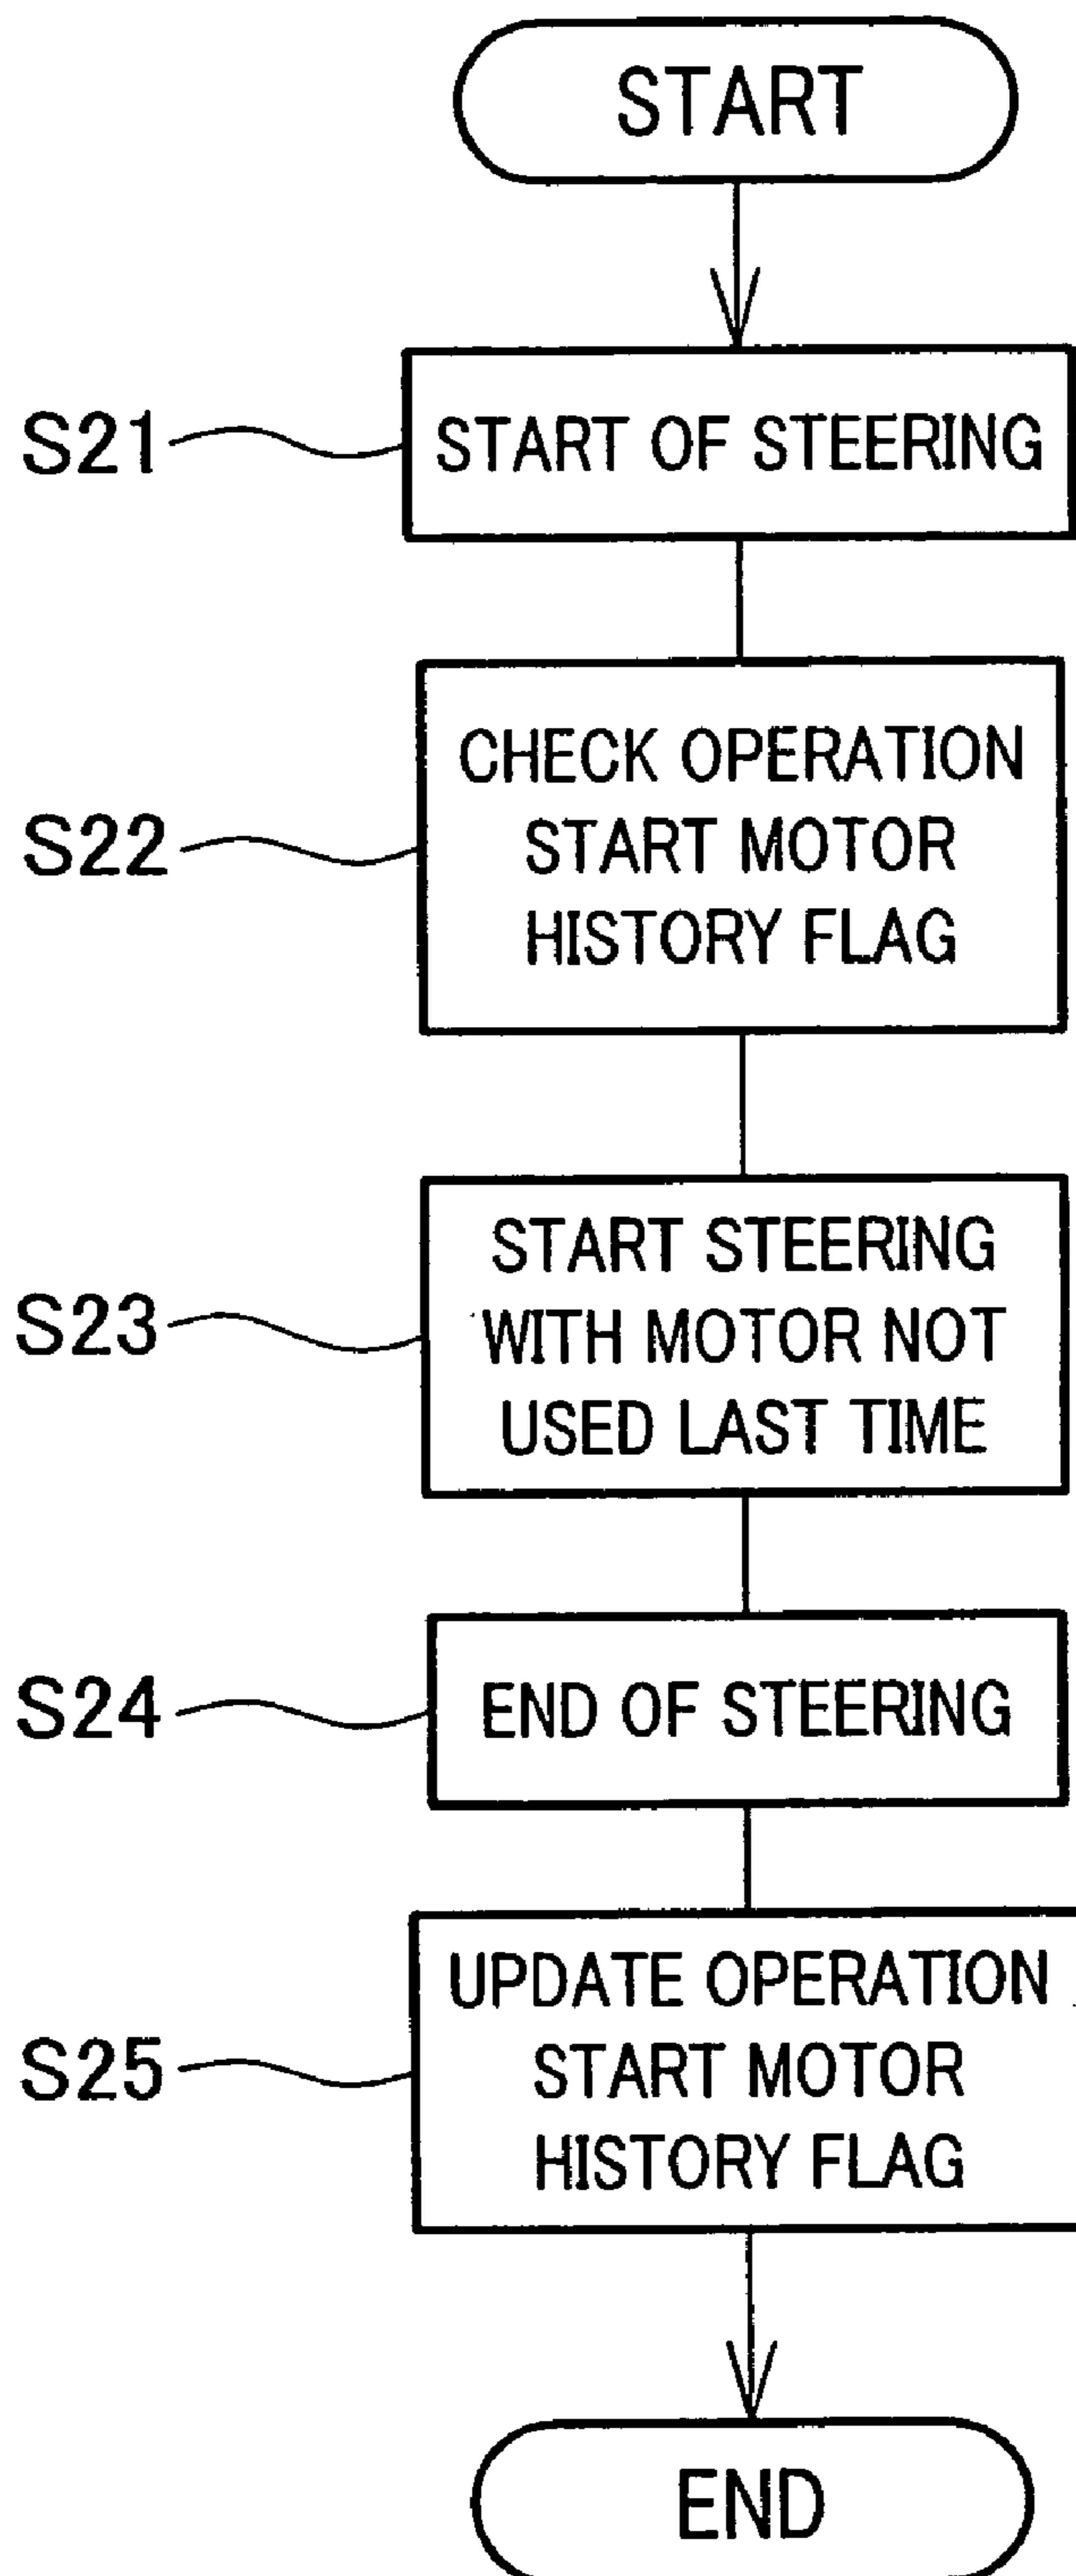 START
S21
START OF STEERING
S22
CHECK OPERATION
START MOTOR
HISTORY FLAG
S23
START STEERING
WITH MOTOR NOT
USED LAST TIME
S24
END OF STEERING
S25
UPDATE OPERATION
START MOTOR
HISTORY FLAG
END